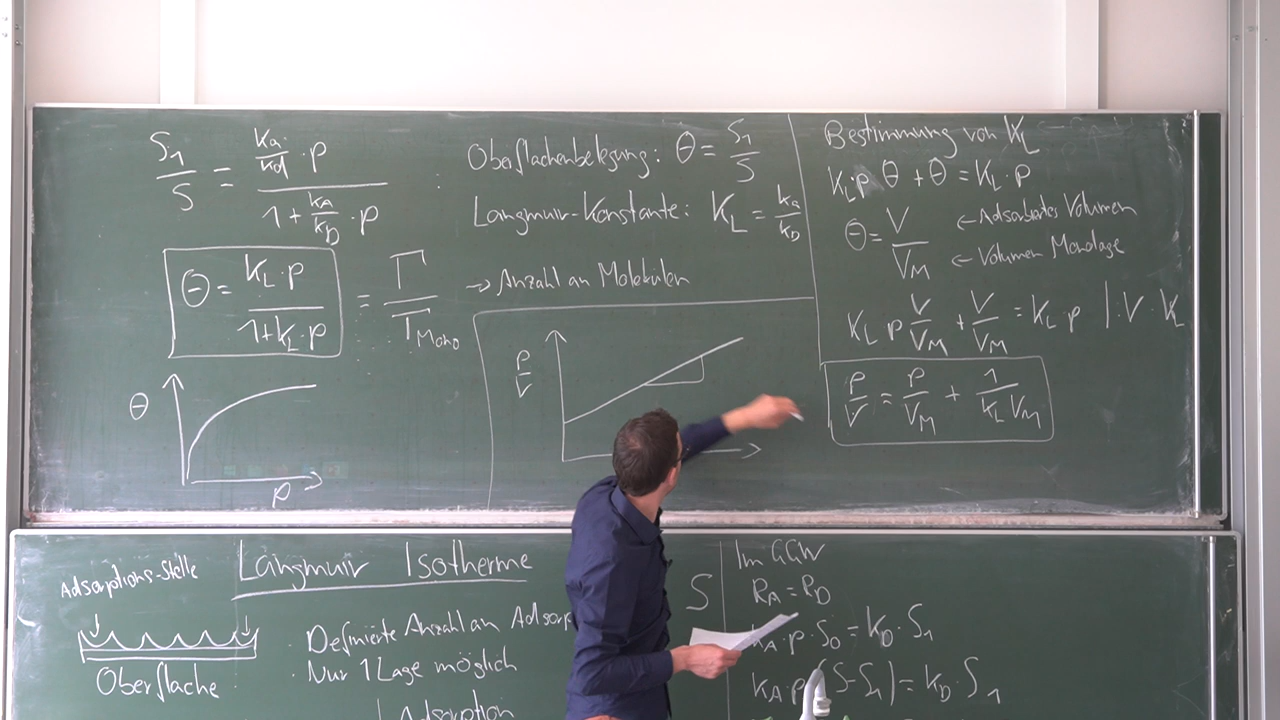 S₁/S = (ka/kd · p)/(1 + kA/kD · p)
Θ = (KL · p)/(1 + KL · p) = Γ/ΓMono
→ Anzahl an Molekülen
Θ
p
Oberflächenbelegung: Θ = S₁/S
Langmuir-Konstante: KL = ka/kD
p/V
Bestimmung von KL
KL·p Θ + Θ = KL · p
Θ = V/VM
← Adsorbiertes Volumen
← Volumen Monolage
KL p V/VM + V/VM = KL p | : V · KL
p/V = p/VM + 1/(KL VM)
Adsorptions-Stelle
Oberfläche
Langmuir Isotherme
· Definierte Anzahl an Adsorp
· Nur 1 Lage möglich
Adsorption
S
Im GGW
RA = RD
kA · p · S₀ = kD · S₁
kA p (S-S₁) = kD · S₁